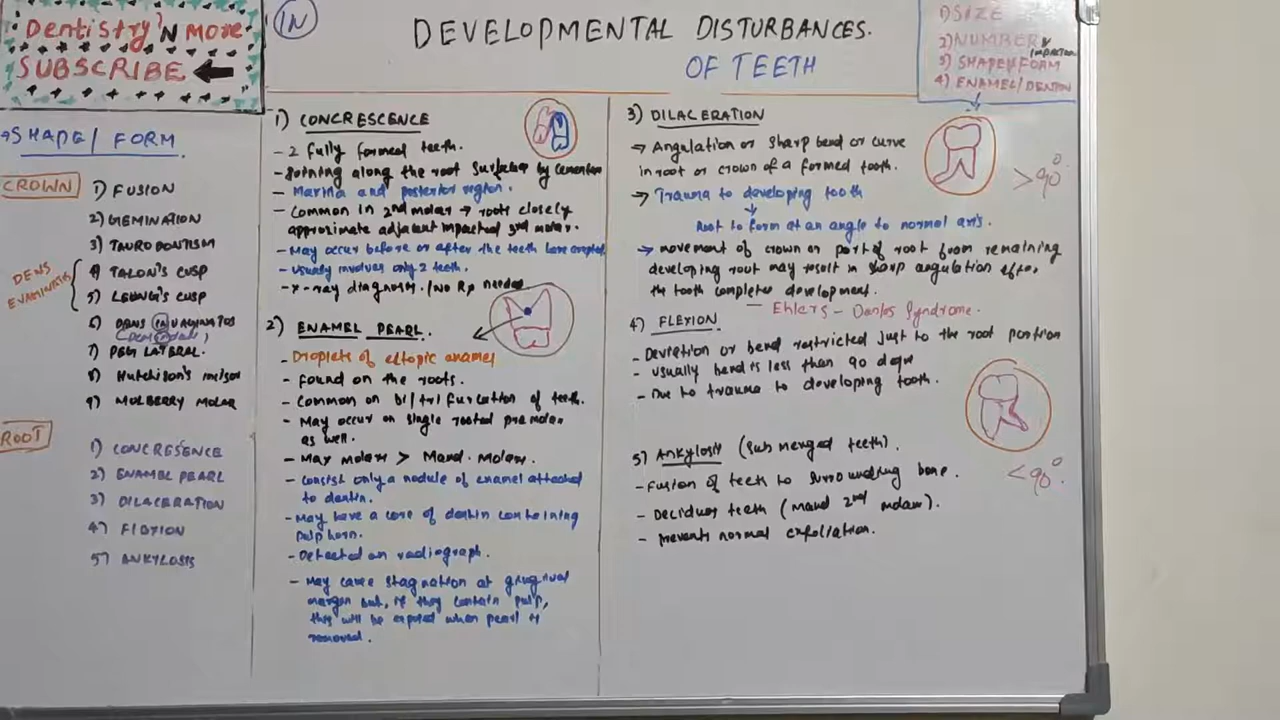 Dentistry 'N More
SUBSCRIBE
IN
DEVELOPMENTAL DISTURBANCES.
OF TEETH
1) SIZE
2) NUMBER &
IMPACTION
3) SHAPE / FORM
4) ENAMEL / DENTIN
→ SHAPE / FORM
CROWN
1) FUSION
2) GEMINATION
3) TAURODONTISM
DENS
EVAGINATUS
4) TALON'S CUSP
5) LEUNG'S CUSP
6) DENS IN VAGINATUS
7) PEG LATERAL.
8) Hutchison's incisor
9) MULBERRY MOLAR
ROOT
1) CONCRESENCE
2) ENAMEL PEARL
3) DILACERATION
4) FLEXION
5) ANKYLOSIS
1) CONCRESCENCE
- 2 fully formed teeth.
- Joining along the root surfaces by cementum
- Maxilla and posterior region.
- Common in 2nd molar → roots closely
approximate adjacent impacted 3rd molar.
- May occur before or after the teeth have erupted
- Usually involves only 2 teeth.
- X-ray diagnosis / No Rx needed
2) ENAMEL PEARL.
- Droplets of ectopic enamel
- Found on the roots.
- Common on bi/tri furcation of teeth.
- May occur on single rooted premolar
as well.
- Max molars > Mand. Molars.
- Consist only a nodule of enamel attached
to dentin.
- May have a core of dentin containing
pulp horn.
- Detected on radiograph.
- May cause stagnation at gingival
margin but, if they contain pulp,
this will be exposed when pearl is
removed.
3) DILACERATION
→ Angulation or sharp bend or curve
in root or crown of a formed tooth.
>90°
→ Trauma to developing tooth
↓
Root to form at an angle to normal axis.
→ movement of crown or part of root from remaining
developing root may result in sharp angulation after
the tooth completes development.
- Ehlers - Danlos Syndrome.
4) FLEXION
- Deviation or bend restricted just to the root portion
- Usually bend is less than 90 degree
- Due to trauma to developing tooth.
<90°
5) Ankylosis (Submerged teeth).
- Fusion of teeth to surrounding bone.
- Deciduous teeth (Mand 2nd molars).
- prevents normal exfoliation.